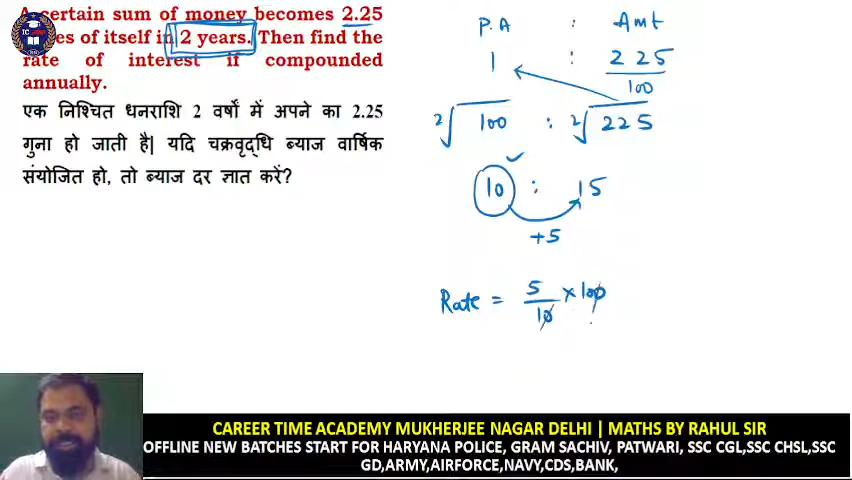 A certain sum of money becomes 2.25
es of itself in 2 years. Then find the
rate of interest if compounded
annually.
एक निश्चित धनराशि 2 वर्षों में अपने का 2.25
गुना हो जाती है| यदि चक्रवृद्धि ब्याज वार्षिक
संयोजित हो, तो ब्याज दर ज्ञात करें?
P.A : Amt
1 : 225/100
2√100 : 2√225
10 : 15
+5
Rate = 5/10 × 100
CAREER TIME ACADEMY MUKHERJEE NAGAR DELHI | MATHS BY RAHUL SIR
OFFLINE NEW BATCHES START FOR HARYANA POLICE, GRAM SACHIV, PATWARI, SSC CGL,SSC CHSL,SSC
GD,ARMY,AIRFORCE,NAVY,CDS,BANK,